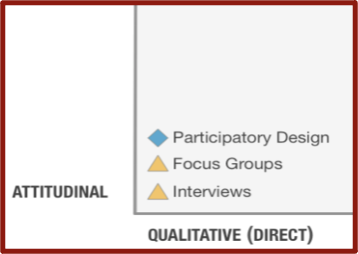 Participatory Design
Focus Groups
ATTITUDINAL
Interviews
QUALITATIVE (DIRECT)